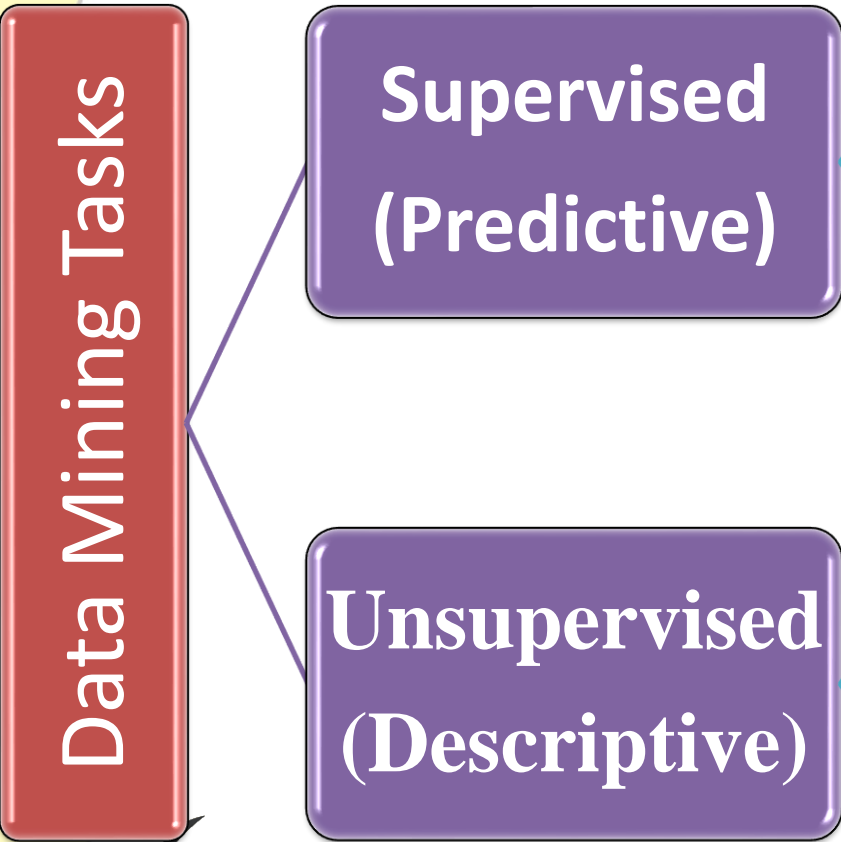 Data Mining Tasks
Supervised
(Predictive)
Unsupervised
(Descriptive)